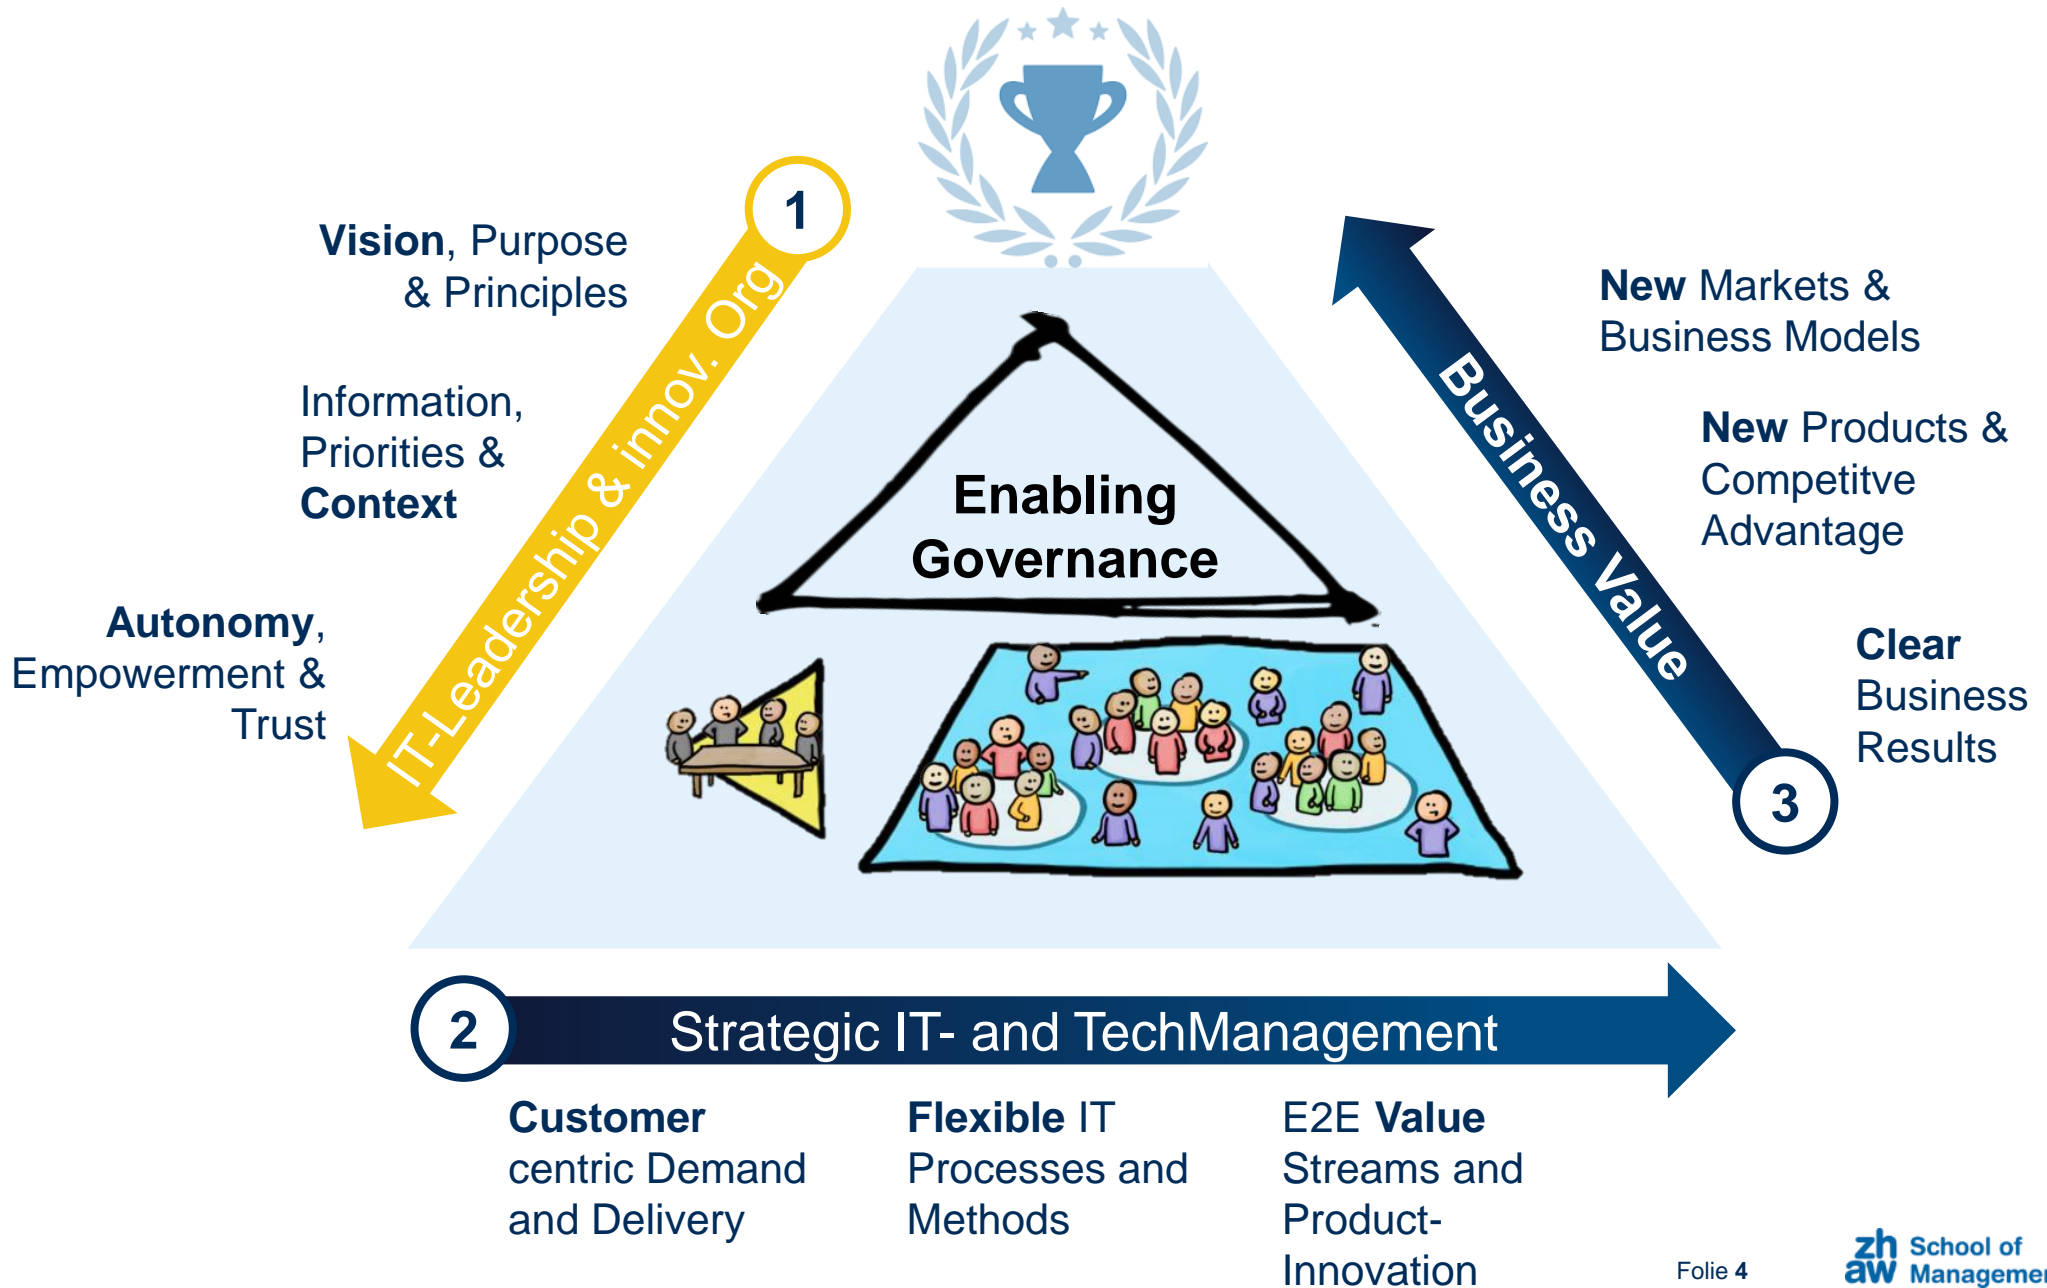 1
Vision, Purpose
& Principles
Information,
Priorities &
Context
Autonomy,
Empowerment &
Trust
IT-Leadership & innov. Org
Enabling
Governance
Business Value
New Markets &
Business Models
New Products &
Competitve
Advantage
Clear
Business
Results
3
2
Strategic IT- and TechManagement
Customer
centric Demand
and Delivery
Flexible IT
Processes and
Methods
E2E Value
Streams and
Product-
Innovation
Folie 4
zh
aw
School of
Managemen